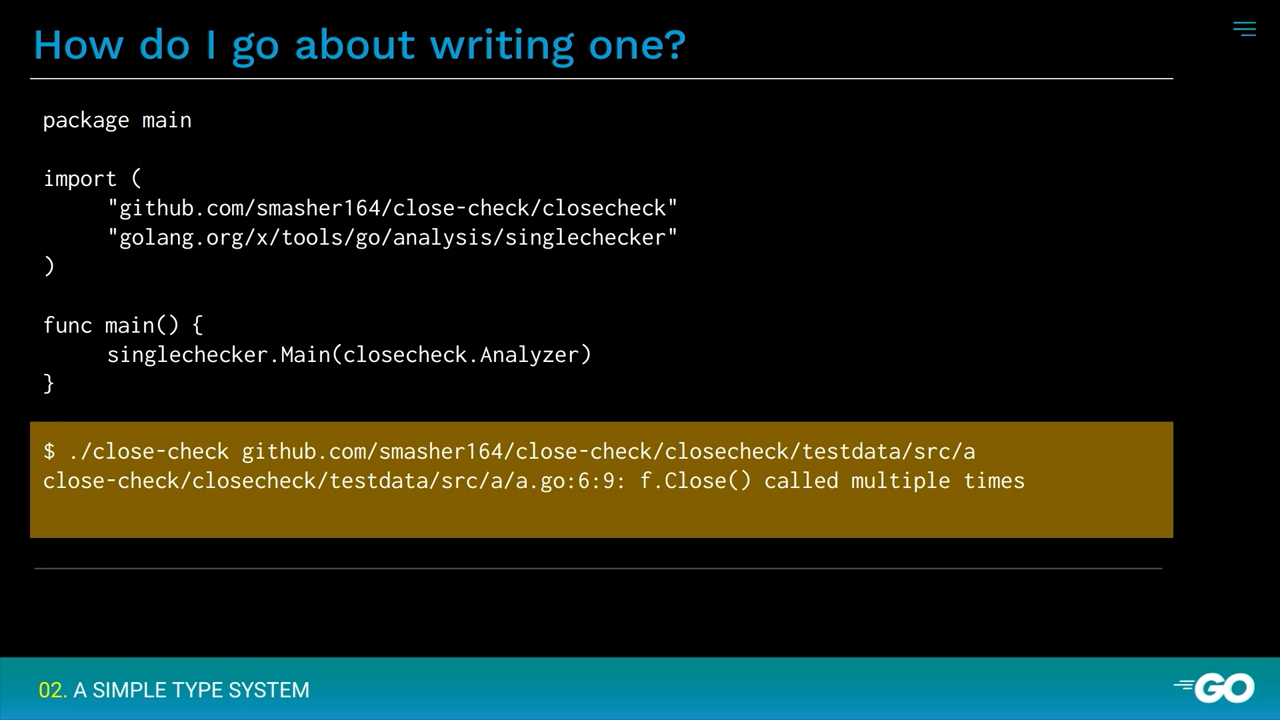 How do I go about writing one?
package main
import (
"github.com/smasher164/close-check/closecheck"
"golang.org/x/tools/go/analysis/singlechecker"
)
func main() {
singlechecker.Main(closecheck.Analyzer)
}
$ ./close-check github.com/smasher164/close-check/closecheck/testdata/src/a
close-check/closecheck/testdata/src/a/a.go:6:9: f.Close() called multiple times
02. A SIMPLE TYPE SYSTEM
GO